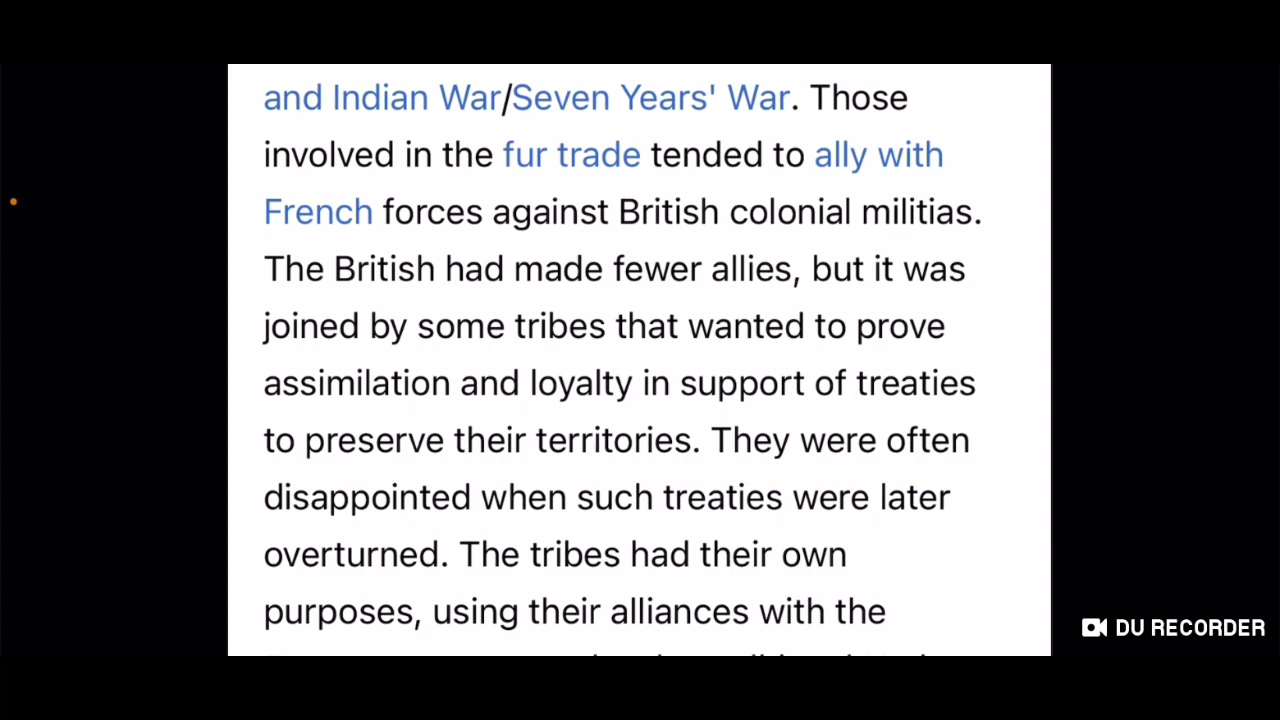 and Indian War/Seven Years' War. Those
involved in the fur trade tended to ally with
French forces against British colonial militias.
The British had made fewer allies, but it was
joined by some tribes that wanted to prove
assimilation and loyalty in support of treaties
to preserve their territories. They were often
disappointed when such treaties were later
overturned. The tribes had their own
purposes, using their alliances with the
DU RECORDER